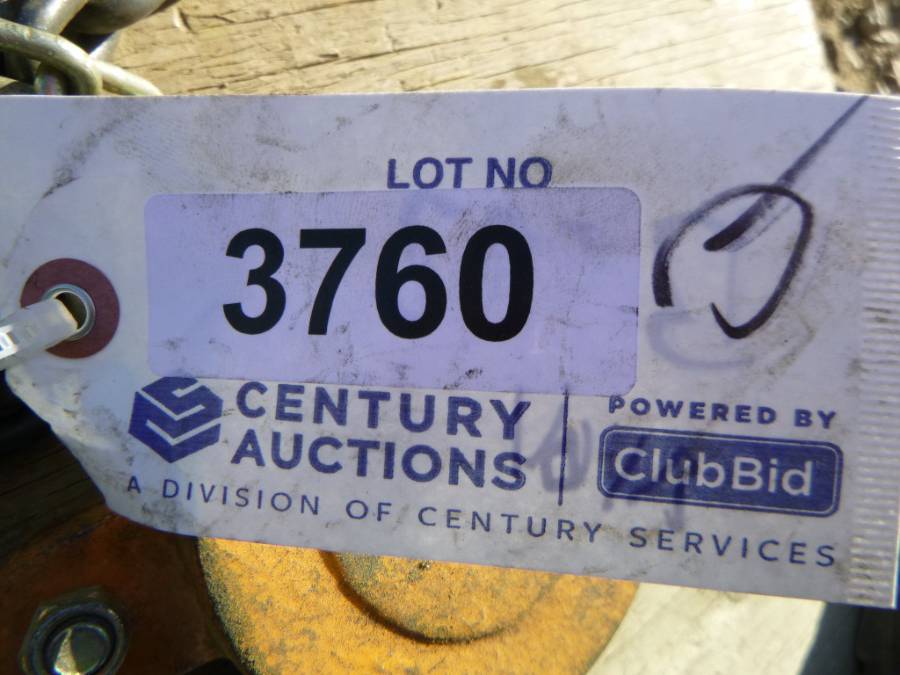 LOT NO
3760
CENTURY
AUCTIONS
A DIVISION OF CENTURY SERVICES
POWERED BY
ClubBid